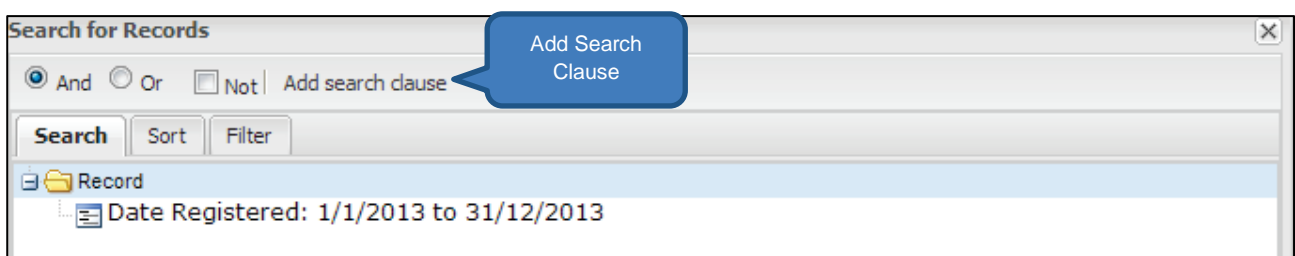 Search for Records
Add Search
Clause
And Or Not Add search clause
Search Sort Filter
Record
Date Registered: 1/1/2013 to 31/12/2013